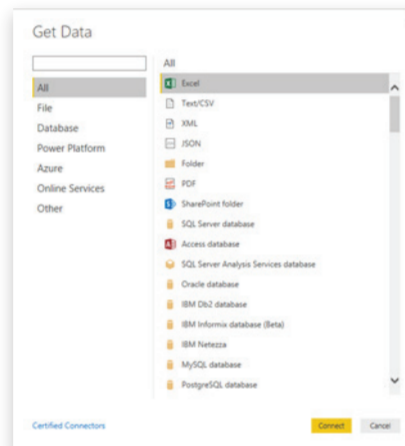 Get Data
All
File
Database
Power Platform
Azure
Online Services
Other
All
Excel
Text/CSV
XML
JSON
Folder
PDF
SharePoint folder
SQL Server database
Access database
SQL Server Analysis Services database
Oracle database
IBM Db2 database
IBM Informix database (Beta)
IBM Netezza
MySQL database
PostgreSQL database
Certified Connectors
Connect
Cancel